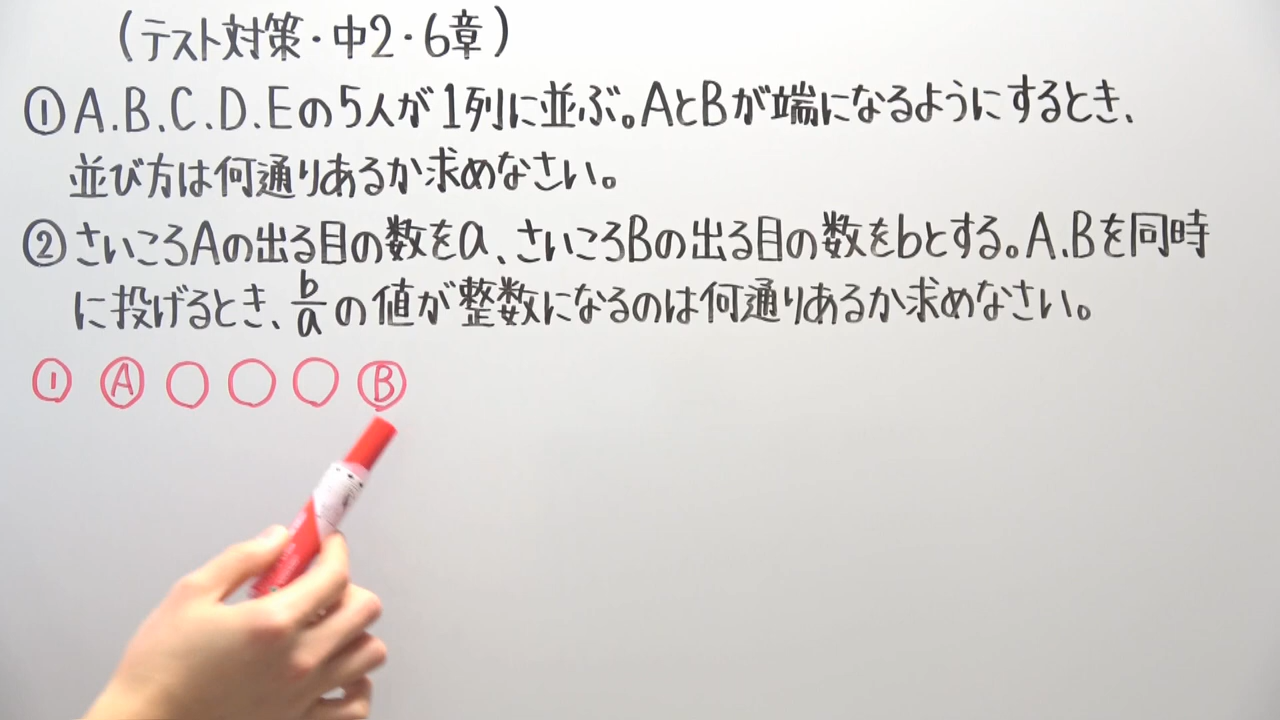 (テスト対策・中2・6章)
①A.B.C.D.Eの5人が1列に並ぶ。AとBが端になるようにするとき、
並び方は何通りあるか求めなさい。
②さいころAの出る目の数をa、さいころBの出る目の数をbとする。A.Bを同時
に投げるとき、b/aの値が整数になるのは何通りあるか求めなさい。
① Ⓐ ○ ○ ○ Ⓑ